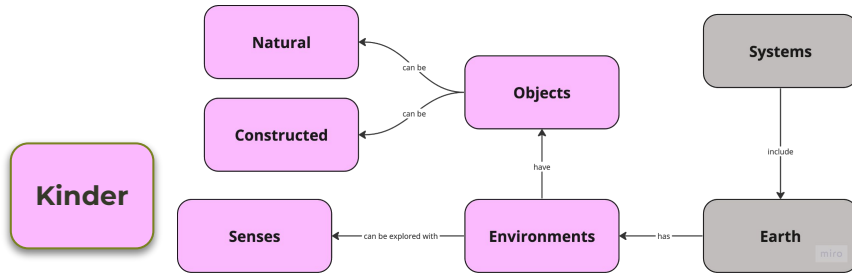 Natural
Systems
can be
Objects
can be
Constructed
include
have
Kinder
Senses
can be explored with
Environments
has
Earth
miro